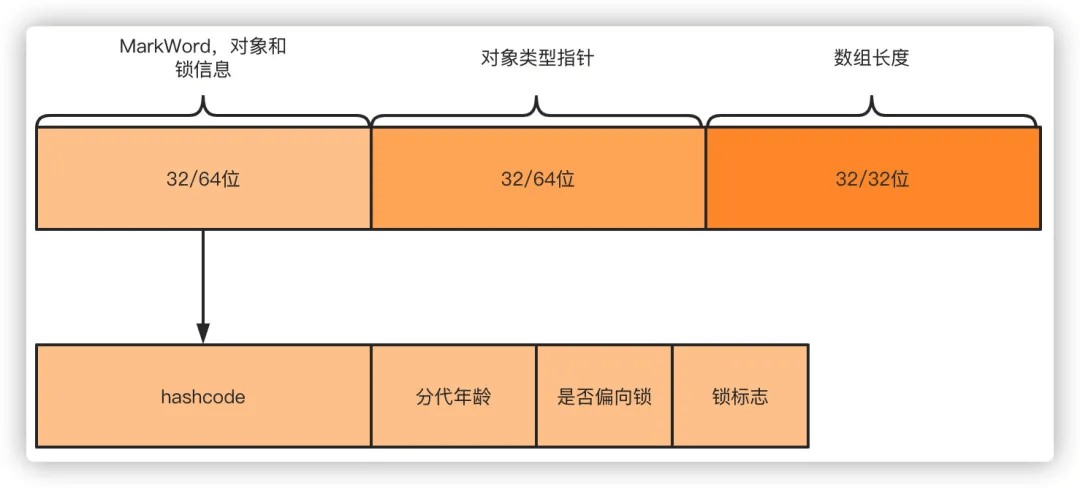 MarkWord，对象和
锁信息
对象类型指针
数组长度
32/64位
32/64位
32/32位
hashcode
分代年龄
是否偏向锁
锁标志